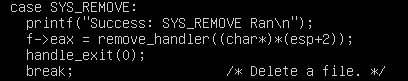 case SYS_REMOVE:
printf("Success: SYS_REMOVE Ran\n");
f->eax = remove_handler((char*)*(esp+2));
handle_exit(0);
break; /* Delete a file. */